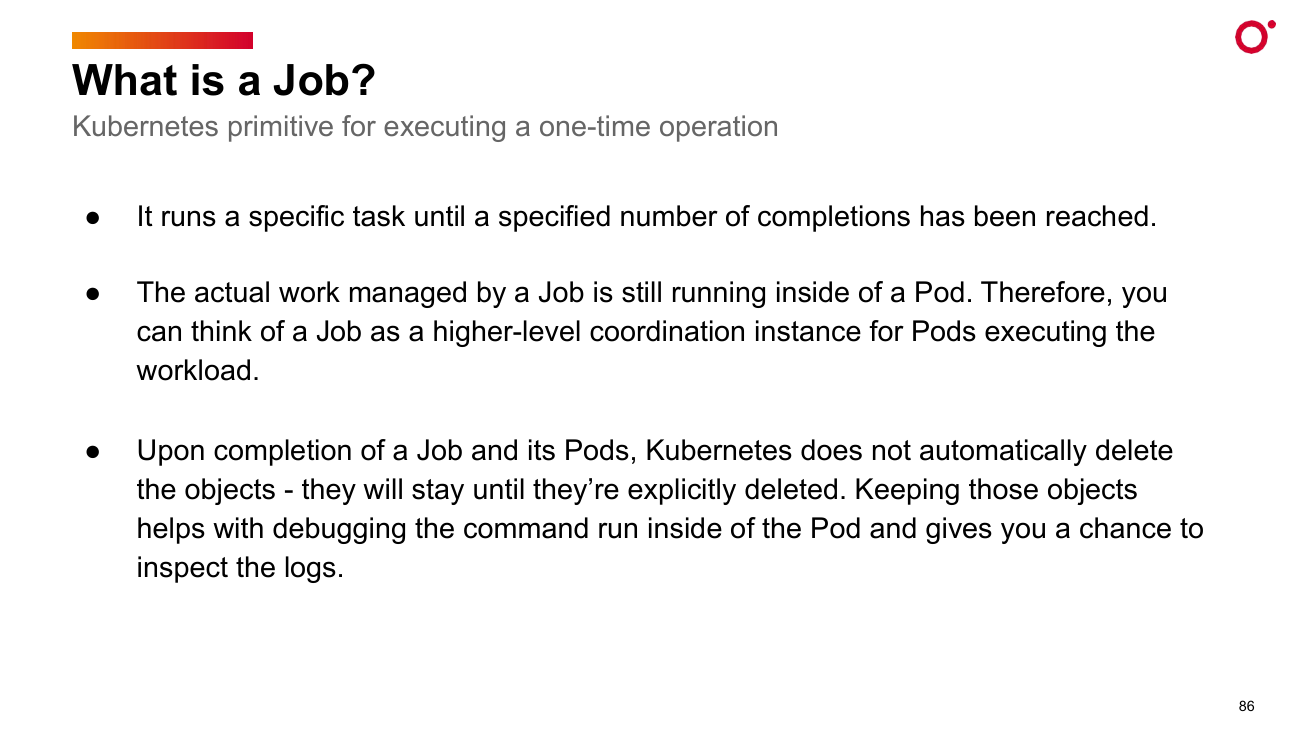 What is a Job?
Kubernetes primitive for executing a one-time operation
● It runs a specific task until a specified number of completions has been reached.
● The actual work managed by a Job is still running inside of a Pod. Therefore, you
can think of a Job as a higher-level coordination instance for Pods executing the
workload.
● Upon completion of a Job and its Pods, Kubernetes does not automatically delete
the objects - they will stay until they’re explicitly deleted. Keeping those objects
helps with debugging the command run inside of the Pod and gives you a chance to
inspect the logs.
86